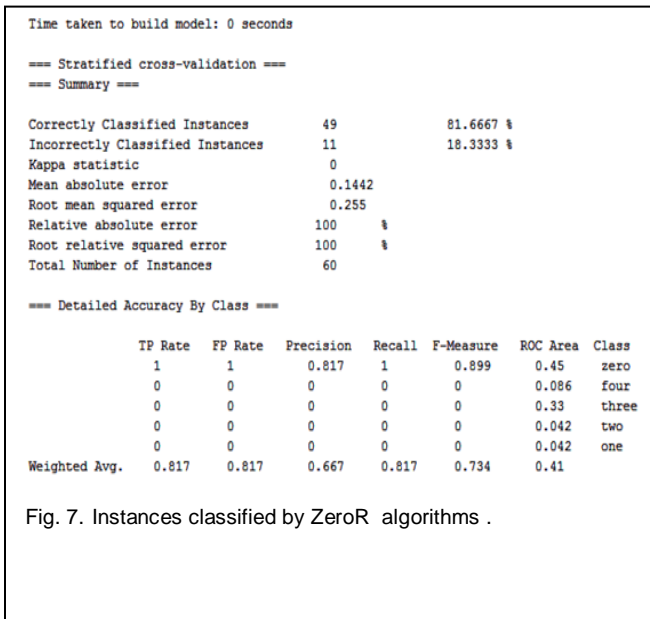 Time taken to build model: 0 seconds
=== Stratified cross-validation ===
=== Summary ===
Correctly Classified Instances 49 81.6667 %
Incorrectly Classified Instances 11 18.3333 %
Kappa statistic 0
Mean absolute error 0.1442
Root mean squared error 0.255
Relative absolute error 100 %
Root relative squared error 100 %
Total Number of Instances 60
=== Detailed Accuracy By Class ===
TP Rate FP Rate Precision Recall F-Measure ROC Area Class
1 1 0.817 1 0.899 0.45 zero
0 0 0 0 0 0.086 four
0 0 0 0 0 0.33 three
0 0 0 0 0 0.042 two
0 0 0 0 0 0.042 one
Weighted Avg. 0.817 0.817 0.667 0.817 0.734 0.41
Fig. 7. Instances classified by ZeroR algorithms .